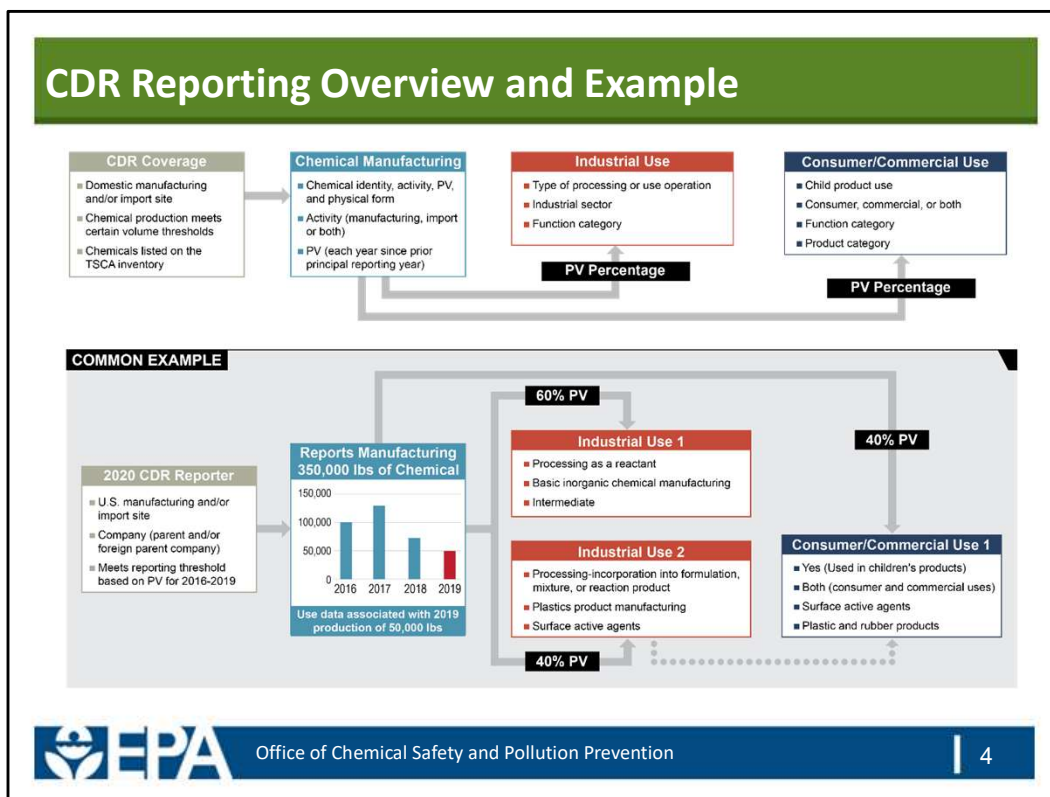 CDR Reporting Overview and Example
CDR Coverage
Domestic manufacturing
and/or import site
Chemical production meets
certain volume thresholds
Chemicals listed on the
TSCA inventory
Chemical Manufacturing
Chemical identity, activity, PV,
and physical form
Activity (manufacturing, import
or both)
PV (each year since prior
principal reporting year)
Industrial Use
Type of processing or use operation
Industrial sector
Function category
PV Percentage
Consumer/Commercial Use
Child product use
Consumer, commercial, or both
Function category
Product category
PV Percentage
COMMON EXAMPLE
2020 CDR Reporter
U.S. manufacturing and/or
import site
Company (parent and/or
foreign parent company)
Meets reporting threshold
based on PV for 2016-2019
Reports Manufacturing
350,000 lbs of Chemical
150,000
100,000
50,000
0
2016 2017 2018 2019
Use data associated with 2019
production of 50,000 lbs
60% PV
Industrial Use 1
Processing as a reactant
Basic inorganic chemical manufacturing
Intermediate
Industrial Use 2
Processing-incorporation into formulation,
mixture, or reaction product
Plastics product manufacturing
Surface active agents
40% PV
40% PV
Consumer/Commercial Use 1
Yes (Used in children's products)
Both (consumer and commercial uses)
Surface active agents
Plastic and rubber products
EPA
Office of Chemical Safety and Pollution Prevention
4